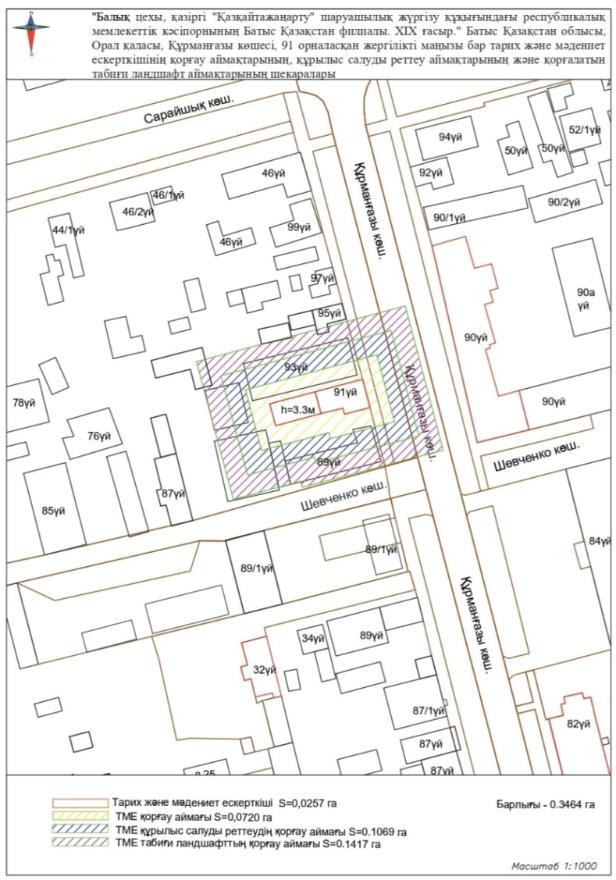 "Балық цехы, қазіргі "Қазқайтажаңарту" шаруашылық жүргізу құқығындағы республикалық
мемлекеттік кәсіпорнының Батыс Қазақстан филиалы. XIX ғасыр." Батыс Қазақстан облысы,
Орал қаласы, Құрманғазы көшесі, 91 орналасқан жергілікті маңызы бар тарих және мәдениет
ескерткішінің қорғау аймақтарының, құрылыс салуды реттеу аймақтарының және қорғалатын
табиғи ландшафт аймақтарының шекаралары
Сарайшық көш.
94үй
50үй
50үй
52/1үй
Құрманғазы көш.
46үй
92үй
46/1үй
46/2үй
90/1үй
90/2үй
44/1үй
46үй
99үй
97үй
90а
үй
95үй
90үй
93үй
91үй
h=3.3м
Құрманғазы көш.
78үй
90үй
76үй
89үй
Шевченко көш.
87үй
Шевченко көш.
85үй
84үй
89/1үй
89/1үй
Құрманғазы көш.
34үй
89үй
32үй
87/1үй
82үй
87үй
87үй
Тарих және мәдениет ескерткіші S=0,0257 га
Барлығы - 0.3464 га
ТМЕ қорғау аймағы S=0,0720 га
ТМЕ құрылыс салуды реттеудің қорғау аймағы S=0.1069 га
ТМЕ табиғи ландшафттың қорғау аймағы S=0.1417 га
Масштаб 1:1000